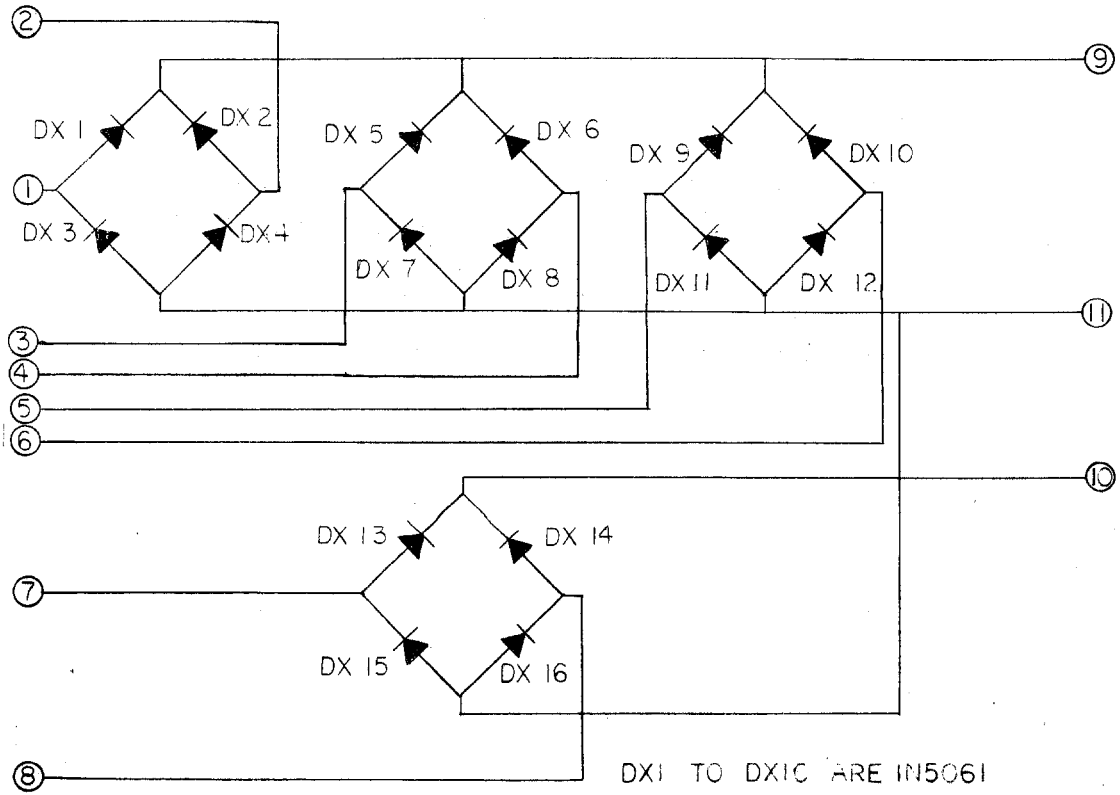 2
9
DX 1
DX 2
DX 5
DX 6
DX 9
DX 10
1
DX 3
DX 4
DX 7
DX 8
DX 11
DX 12
11
3
4
5
6
10
DX 13
DX 14
7
DX 15
DX 16
8
DX1 TO DX1C ARE 1N5061